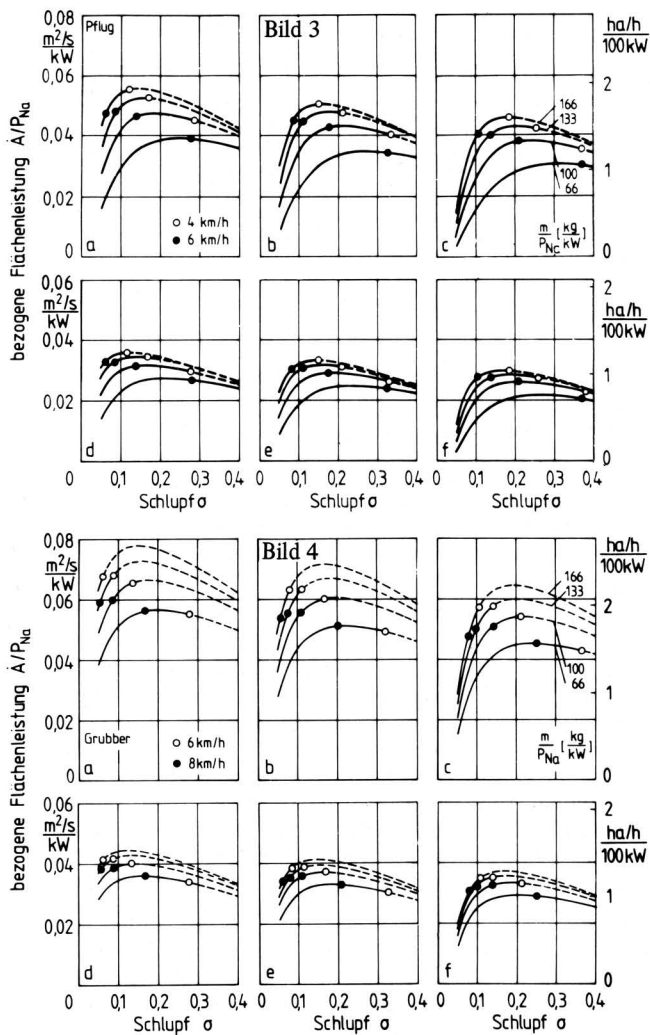 m²/s
kW
0,08
0,06
0,04
0,02
0
bezogene Flächenleistung Ȧ/P_Na
Pflug
a
○ 4 km/h
● 6 km/h
Bild 3
b
c
166
133
100
66
m/P_Nc [kg/kW]
ha/h
100kW
2
1
0
0,06
m²/s
kW
0,04
0,02
0
d
e
f
2
ha/h
100kW
1
0
0 0,1 0,2 0,3 0,4
0 0,1 0,2 0,3 0,4
0 0,1 0,2 0,3 0,4
Schlupf σ
Schlupf σ
Schlupf σ
0,08
m²/s
kW
0,06
0,04
0,02
0
bezogene Flächenleistung Ȧ/P_Na
Grubber
a
○ 6km/h
● 8km/h
Bild 4
b
c
166
133
100
66
m/P_Na [kg/kW]
ha/h
100kW
2
1
0
0,06
m²/s
kW
0,04
0,02
d
e
f
2
ha/h
100kW
1
0
0 0,1 0,2 0,3 0,4
0 0,1 0,2 0,3 0,4
0 0,1 0,2 0,3 0,4
Schlupf σ
Schlupf σ
Schlupf σ